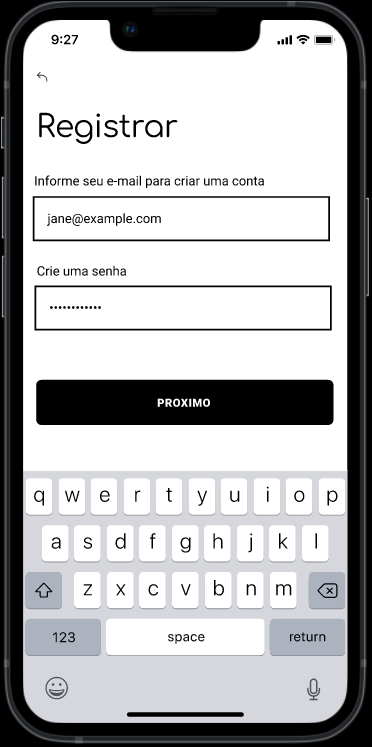 9:27
Registrar
Informe seu e-mail para criar uma conta
jane@example.com
Crie uma senha
••••••••••••
PROXIMO
q w e r t y u i o p
a s d f g h j k l
z x c v b n m
123 space return